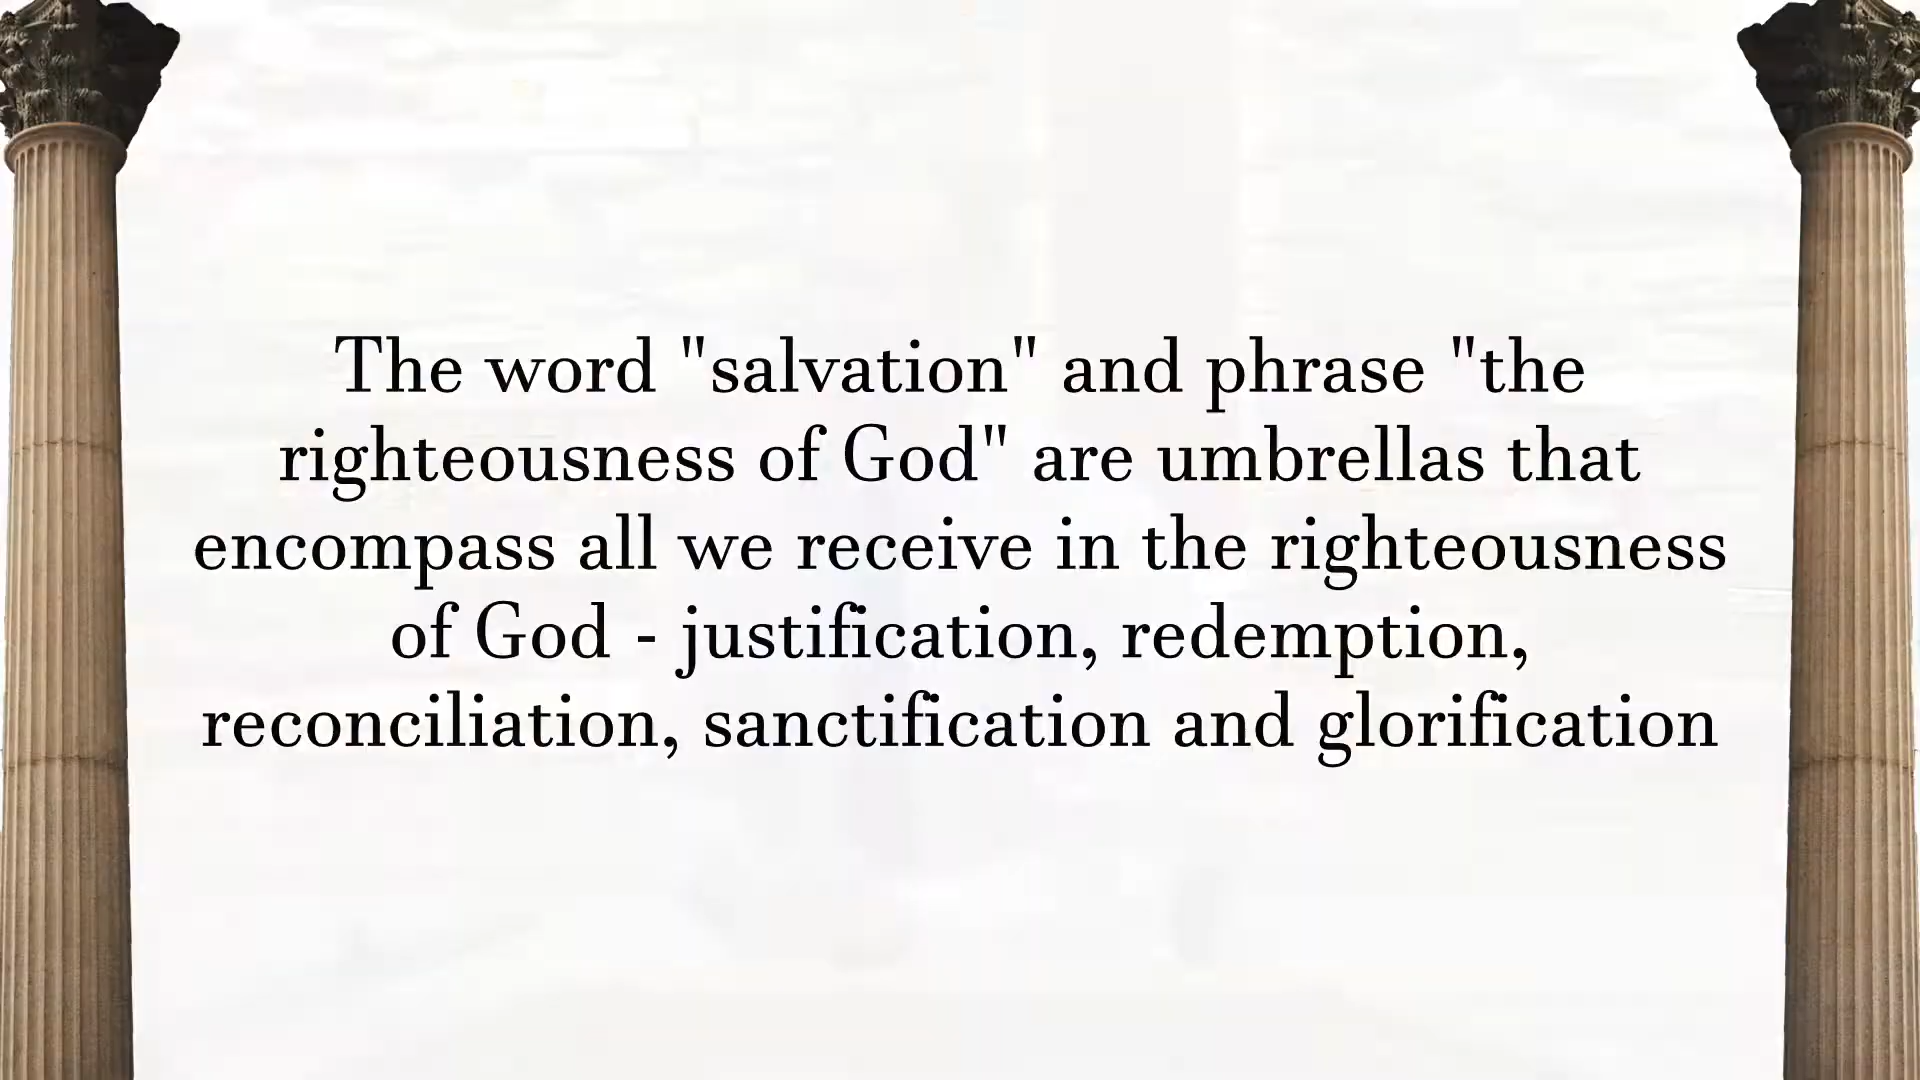 The word "salvation" and phrase "the
righteousness of God" are umbrellas that
encompass all we receive in the righteousness
of God - justification, redemption,
reconciliation, sanctification and glorification